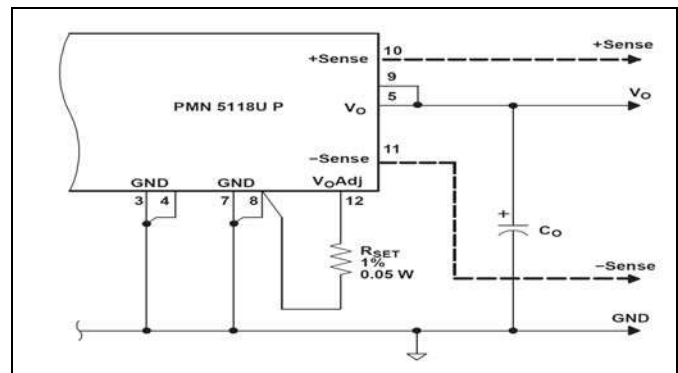 10
+Sense
+Sense
9
5
Vo
Vo
PMN 5118U P
11
−Sense
GND
GND
VoAdj
3
4
7
8
12
+
Co
RSET
1%
0.05 W
−Sense
GND